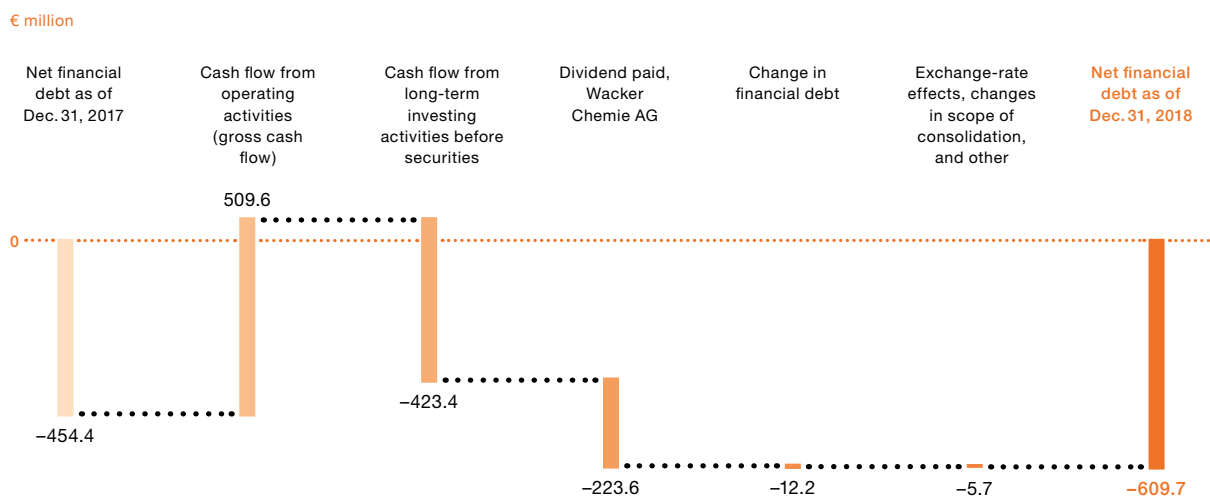 € million
Net financial
debt as of
Dec. 31, 2017
Cash flow from
operating
activities
(gross cash
flow)
Cash flow from
long-term
investing
activities before
securities
Dividend paid,
Wacker
Chemie AG
Change in
financial debt
Exchange-rate
effects, changes
in scope of
consolidation,
and other
Net financial
debt as of
Dec. 31, 2018
509.6
0
–423.4
–454.4
–223.6
–12.2
–5.7
–609.7